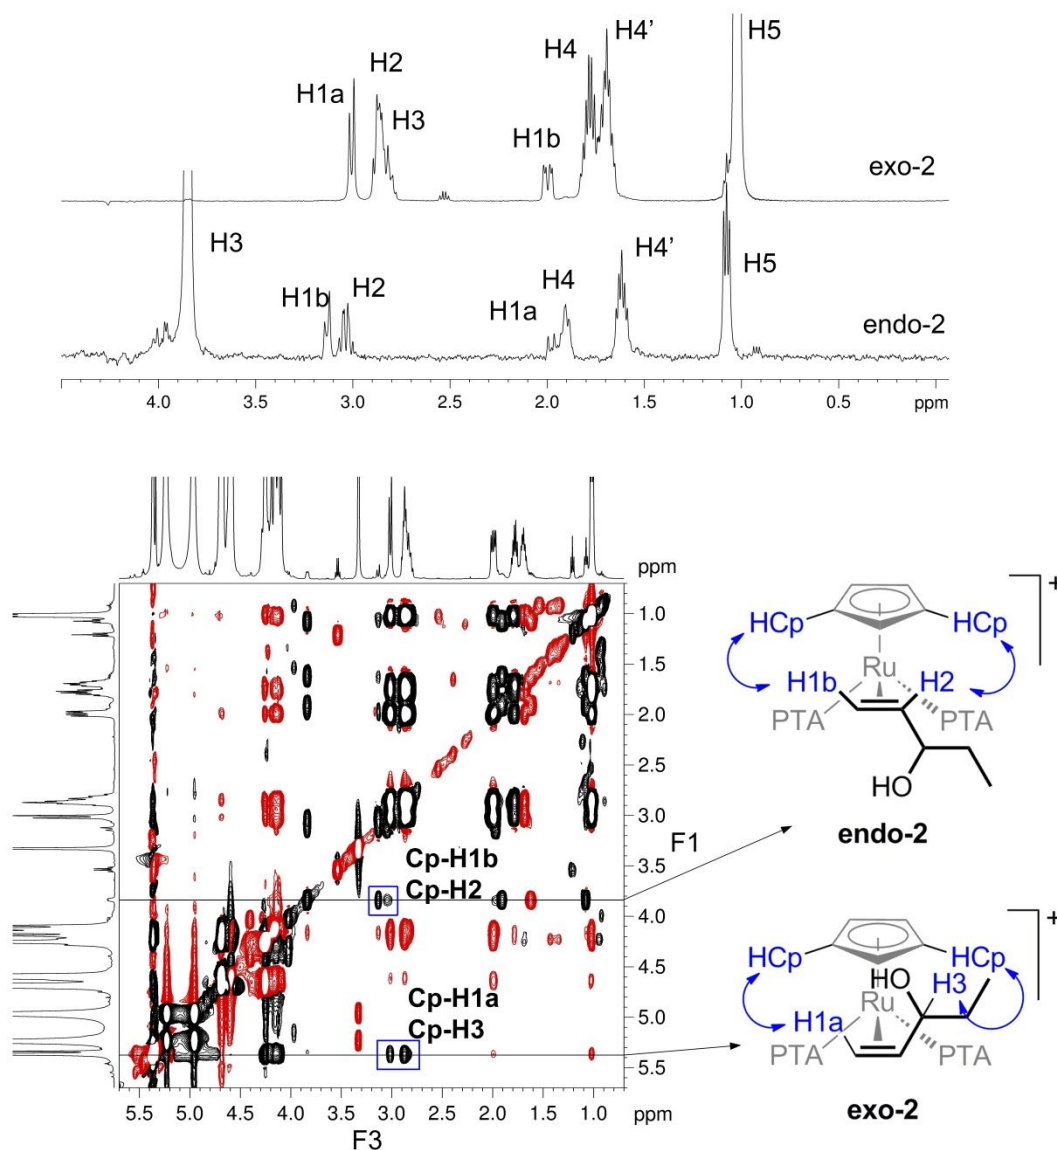 H5
H4'
H4
H2
H1a
H3
H1b
exo-2
H3
H4'
H5
H1b
H2
H4
H1a
endo-2
4.0 3.5 3.0 2.5 2.0 1.5 1.0 0.5 ppm
ppm
1.0
1.5
2.0
2.5
3.0
3.5
4.0
4.5
5.0
5.5
F1
Cp-H1b
Cp-H2
Cp-H1a
Cp-H3
5.5 5.0 4.5 4.0 3.5 3.0 2.5 2.0 1.5 1.0 ppm
F3
+
HCp HCp
Ru
H1b H2
PTA PTA
HO
endo-2
+
HCp HCp
HO
Ru H3
H1a
PTA PTA
exo-2